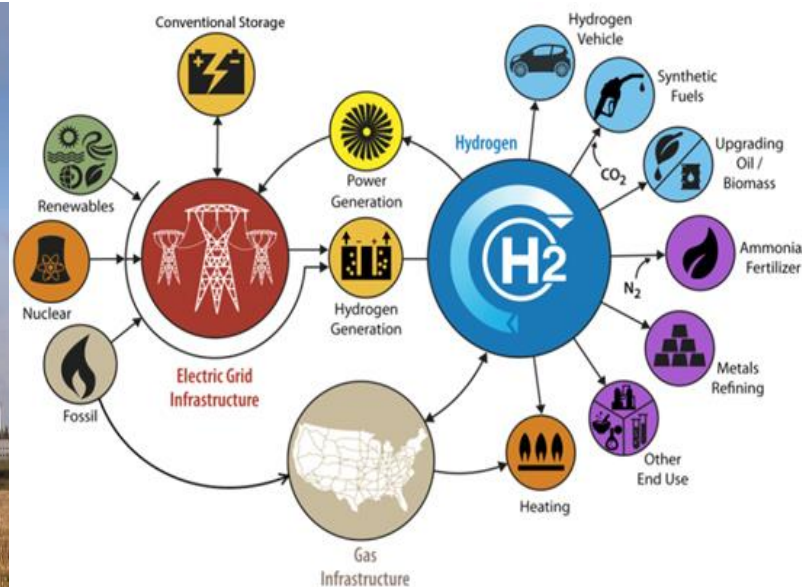 Conventional Storage
Hydrogen
Vehicle
Synthetic
Fuels
Hydrogen
Upgrading
Oil /
Biomass
CO2
Renewables
Power
Generation
H2
Ammonia
Fertilizer
N2
Nuclear
Hydrogen
Generation
Metals
Refining
Electric Grid
Infrastructure
Fossil
Other
End Use
Heating
Gas
Infrastructure